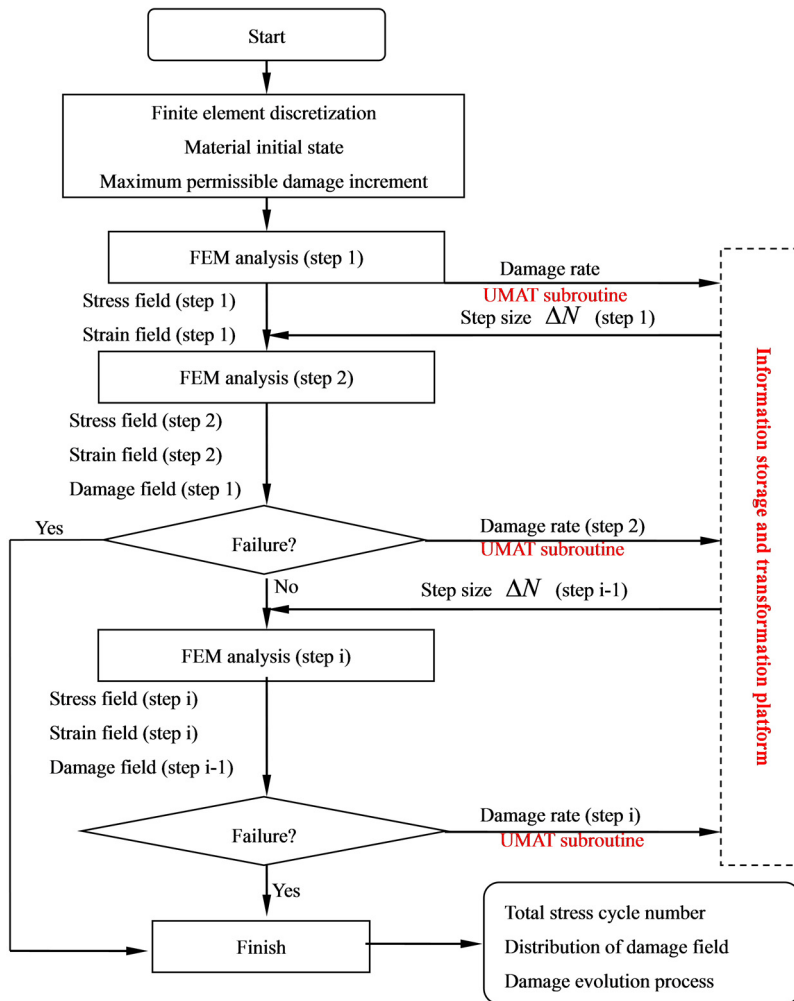 Start
Finite element discretization
Material initial state
Maximum permissible damage increment
FEM analysis (step 1)
Damage rate
UMAT subroutine
Stress field (step 1)
Step size ΔN (step 1)
Strain field (step 1)
FEM analysis (step 2)
Stress field (step 2)
Strain field (step 2)
Damage field (step 1)
Yes
Failure?
Damage rate (step 2)
UMAT subroutine
No
Step size ΔN (step i-1)
FEM analysis (step i)
Stress field (step i)
Strain field (step i)
Damage field (step i-1)
Failure?
Damage rate (step i)
UMAT subroutine
Yes
Finish
Total stress cycle number
Distribution of damage field
Damage evolution process
Information storage and transformation
platform